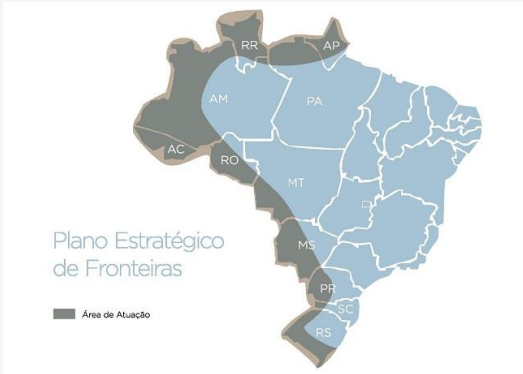 RR
AP
AM
PA
AC
RO
MT
MS
PR
SC
RS
Plano Estratégico
de Fronteiras
Área de Atuação